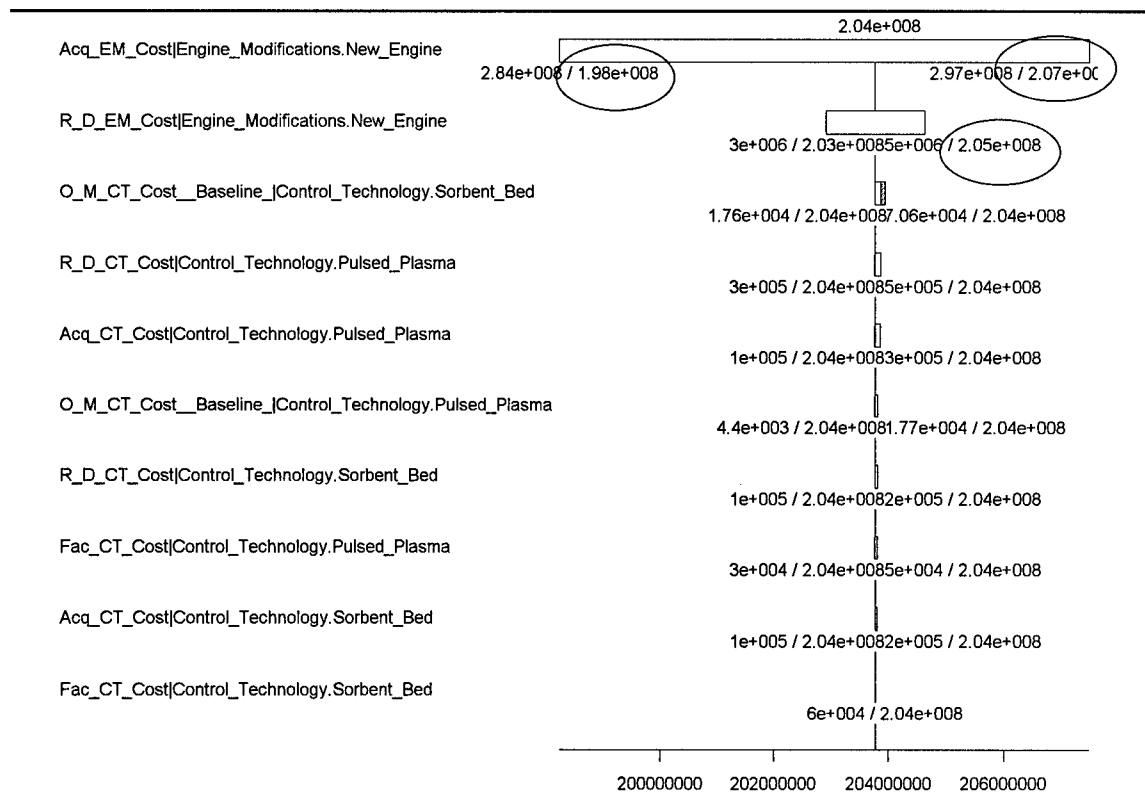 2.04e+008
Acq_EM_Cost|Engine_Modifications.New_Engine
2.84e+008 / 1.98e+008 2.97e+008 / 2.07e+00
R_D_EM_Cost|Engine_Modifications.New_Engine
3e+006 / 2.03e+0085e+006 / 2.05e+008
O_M_CT_Cost__Baseline_|Control_Technology.Sorbent_Bed
1.76e+004 / 2.04e+0087.06e+004 / 2.04e+008
R_D_CT_Cost|Control_Technology.Pulsed_Plasma
3e+005 / 2.04e+0085e+005 / 2.04e+008
Acq_CT_Cost|Control_Technology.Pulsed_Plasma
1e+005 / 2.04e+0083e+005 / 2.04e+008
O_M_CT_Cost__Baseline_|Control_Technology.Pulsed_Plasma
4.4e+003 / 2.04e+0081.77e+004 / 2.04e+008
R_D_CT_Cost|Control_Technology.Sorbent_Bed
1e+005 / 2.04e+0082e+005 / 2.04e+008
Fac_CT_Cost|Control_Technology.Pulsed_Plasma
3e+004 / 2.04e+0085e+004 / 2.04e+008
Acq_CT_Cost|Control_Technology.Sorbent_Bed
1e+005 / 2.04e+0082e+005 / 2.04e+008
Fac_CT_Cost|Control_Technology.Sorbent_Bed
6e+004 / 2.04e+008
200000000 202000000 204000000 206000000